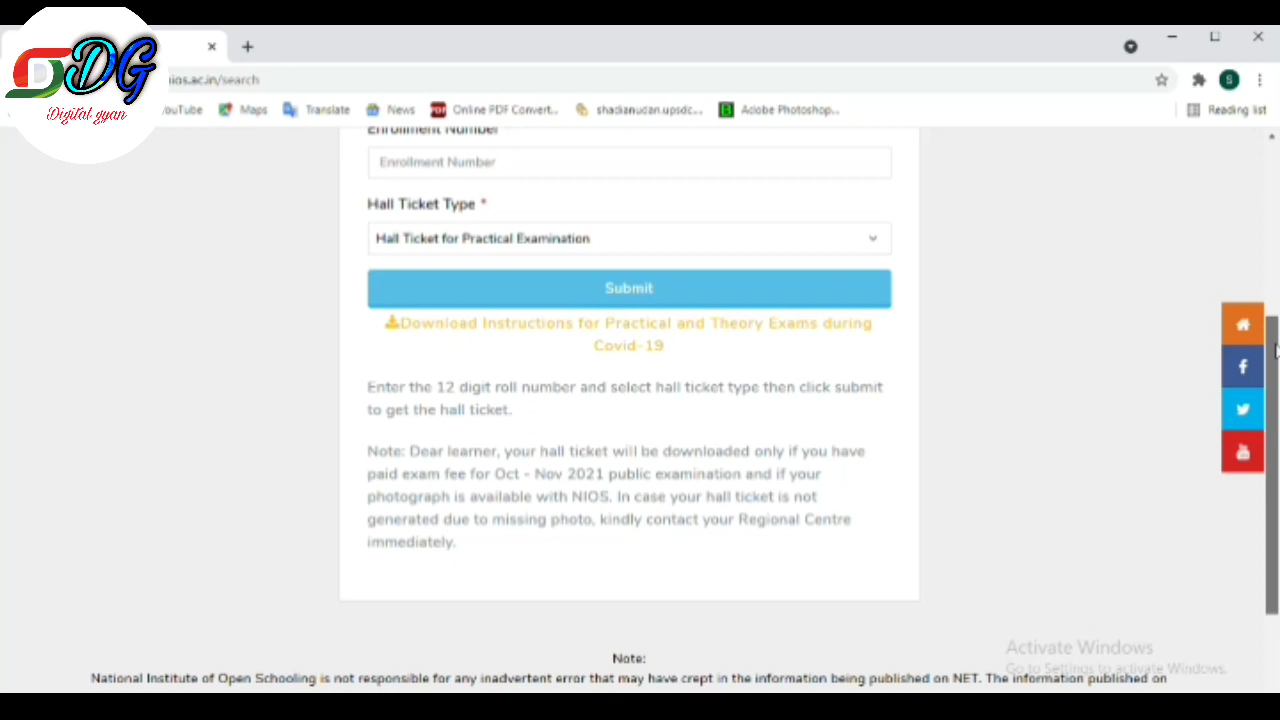 DDG
Digital gyan
ios.ac.in/search
YouTube
Maps
Translate
News
Online PDF Convert...
shadianudan.upsdc...
Adobe Photoshop...
Reading list
S
Enrollment Number
Enrollment Number
Hall Ticket Type *
Hall Ticket for Practical Examination
Submit
Download Instructions for Practical and Theory Exams during
Covid-19
Enter the 12 digit roll number and select hall ticket type then click submit
to get the hall ticket.
Note: Dear learner, your hall ticket will be downloaded only if you have
paid exam fee for Oct - Nov 2021 public examination and if your
photograph is available with NIOS. In case your hall ticket is not
generated due to missing photo, kindly contact your Regional Centre
immediately.
Activate Windows
Go to Settings to activate Windows.
Note:
National Institute of Open Schooling is not responsible for any inadvertent error that may have crept in the information being published on NET. The information published on